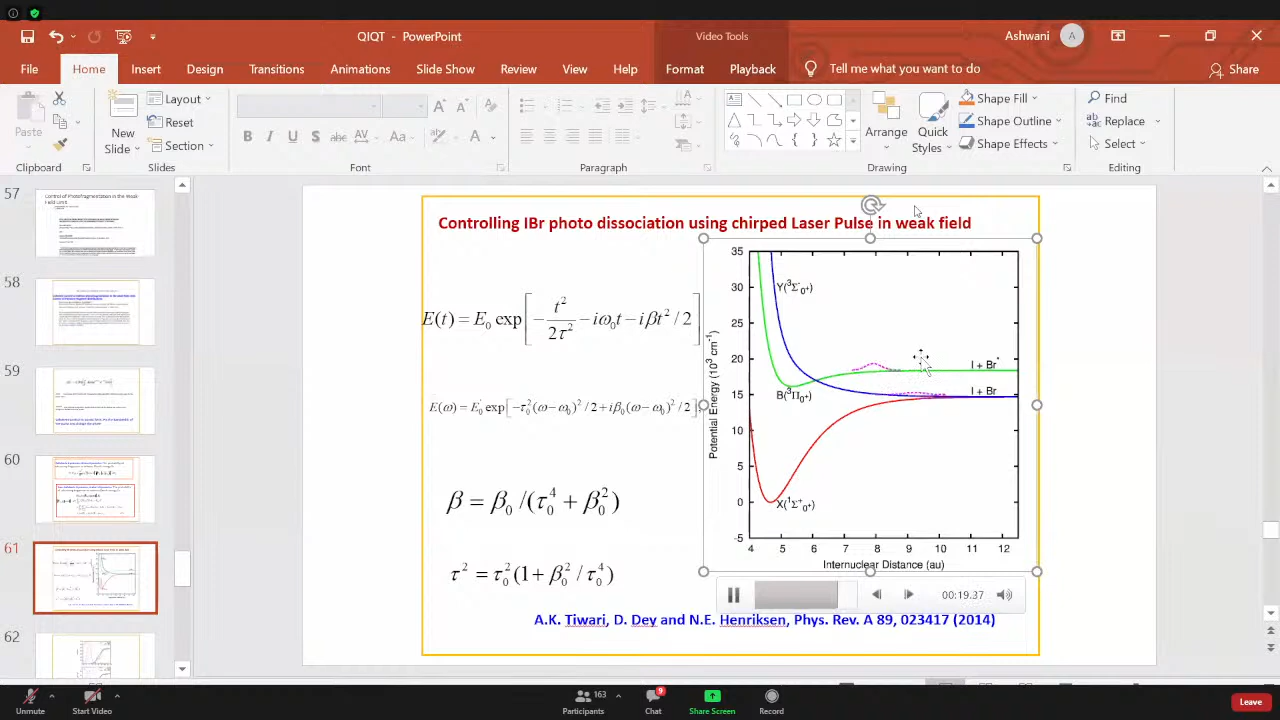 QIQT - PowerPoint
Video Tools
Ashwani
A
File
Home
Insert
Design
Transitions
Animations
Slide Show
Review
View
Help
Format
Playback
Tell me what you want to do
Share
Paste
New
Slide
Layout
Reset
Section
B I U S abc AV Aa A
Arrange
Quick
Styles
Shape Fill
Shape Outline
Shape Effects
Find
Replace
Select
Clipboard
Slides
Font
Paragraph
Drawing
Editing
57
58
59
60
61
62
Controlling IBr photo dissociation using chirped Laser Pulse in weak field
E(t) = E₀ exp[−t²/2τ² − iω₀t − iβt²/2]
E(ω) = E₀' exp[−τ₀²(ω−ω₀)²/2 + iβ₀(ω−ω₀)²/2]
β = β₀/(τ₀⁴ + β₀²)
τ² = τ₀²(1 + β₀²/τ₀⁴)
Potential Energy (10³ cm⁻¹)
35
30
25
20
15
10
5
0
-5
Y(³Σ⁻₀₊)
B(³Π₀₊)
X(¹Σ⁺₀₊)
I + Br*
I + Br
4 5 6 7 8 9 10 11 12
Internuclear Distance (au)
00:19.37
A.K. Tiwari, D. Dey and N.E. Henriksen, Phys. Rev. A 89, 023417 (2014)
Unmute
Start Video
163
Participants
9
Chat
Share Screen
Record
Leave